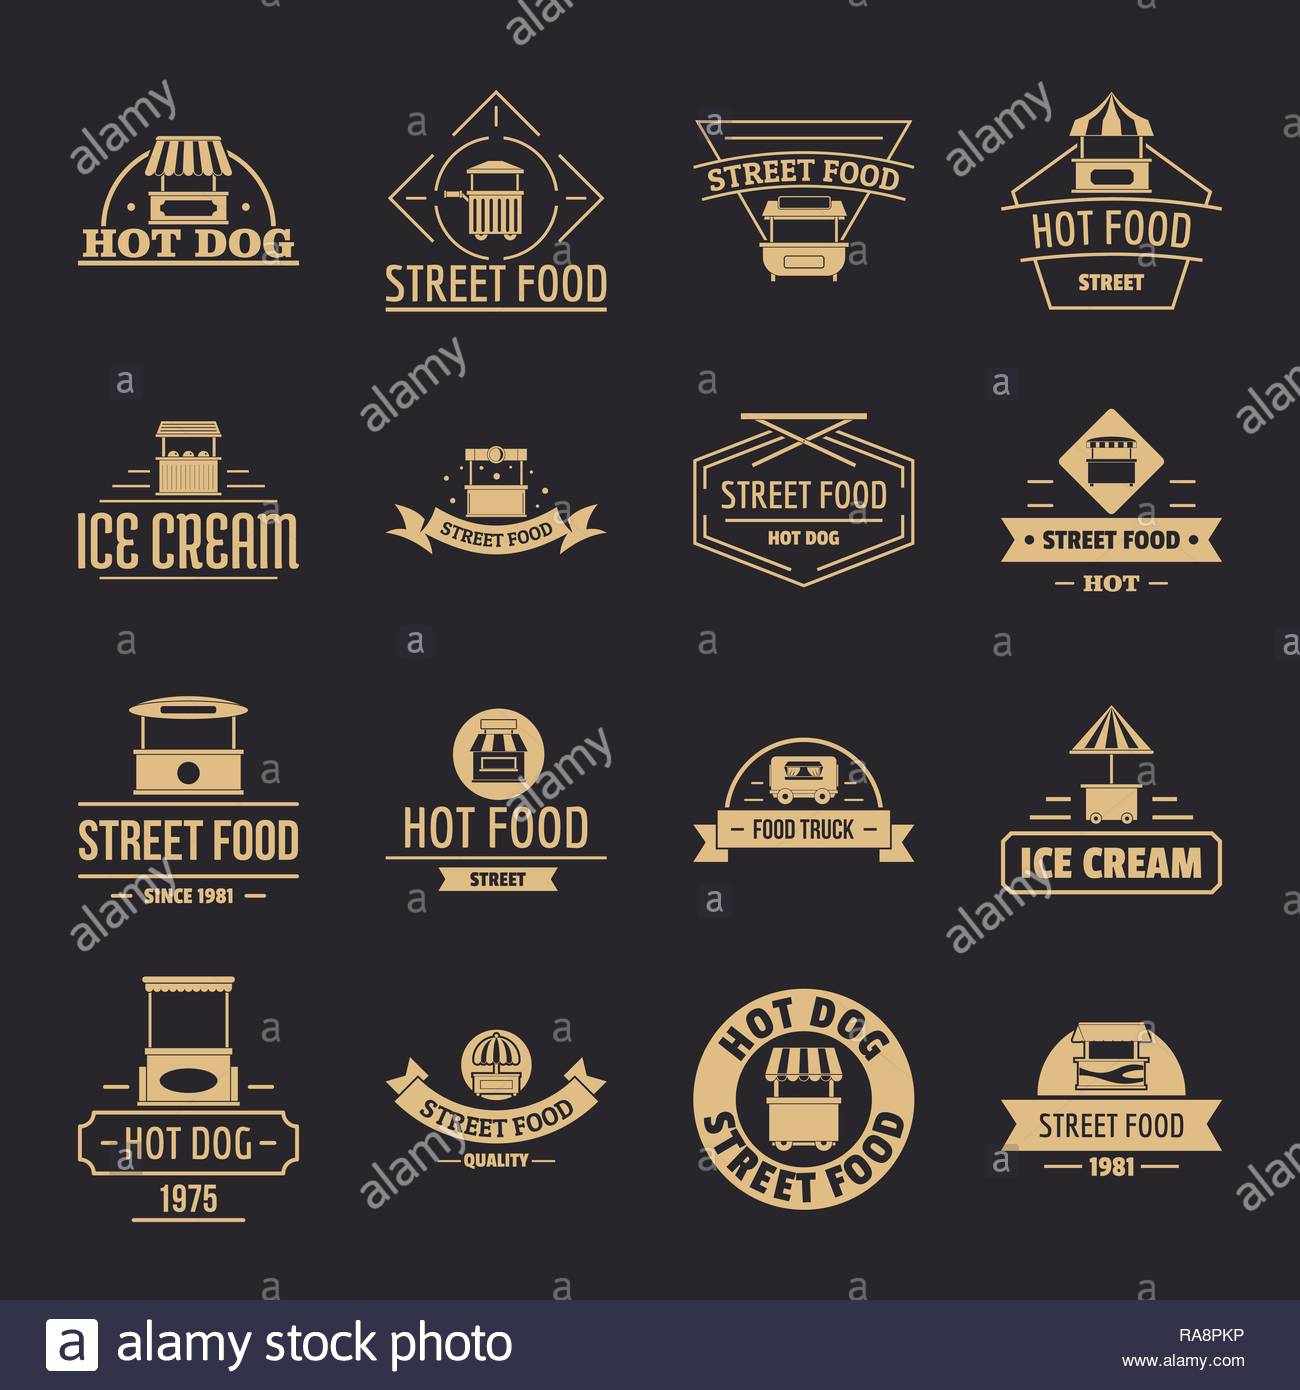 HOT DOG
STREET FOOD
STREET FOOD
HOT FOOD
STREET
ICE CREAM
STREET FOOD
STREET FOOD
HOT DOG
• STREET FOOD •
– HOT –
STREET FOOD
– SINCE 1981 –
HOT FOOD
STREET
– FOOD TRUCK –
ICE CREAM
– HOT DOG –
1975
STREET FOOD
– QUALITY –
HOT DOG
STREET FOOD
STREET FOOD
– 1981 –
a alamy stock photo
RA8PKP
www.alamy.com